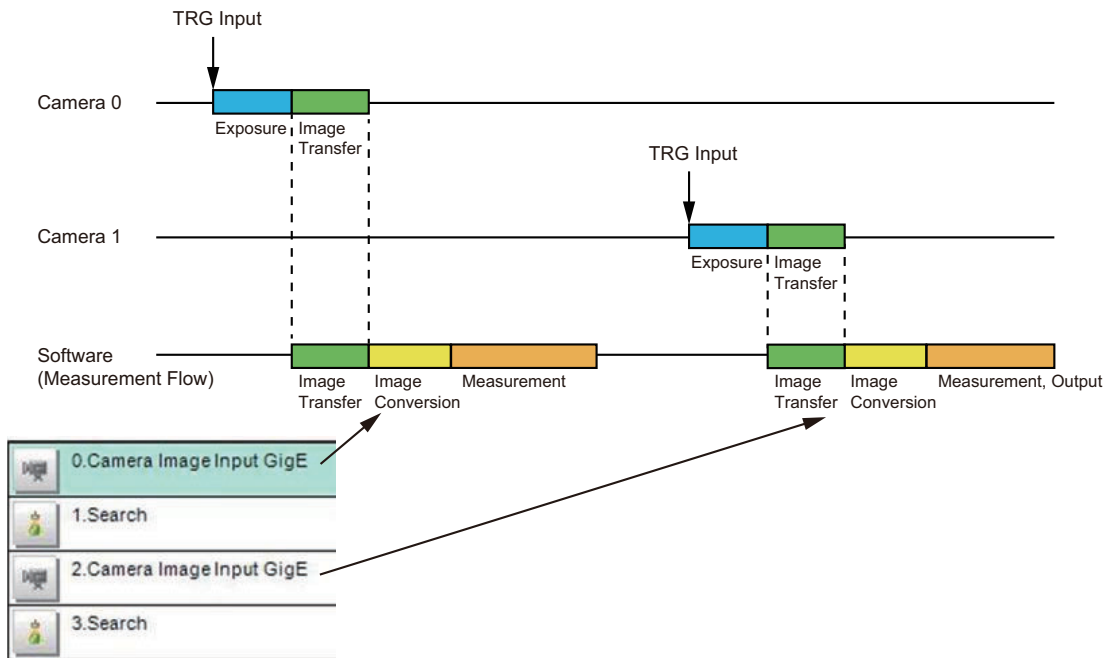 TRG Input
Camera 0
Exposure
Image
Transfer
TRG Input
Camera 1
Exposure
Image
Transfer
Software
(Measurement Flow)
Image
Transfer
Image
Conversion
Measurement
Image
Transfer
Image
Conversion
Measurement, Output
0.Camera Image Input GigE
1.Search
2.Camera Image Input GigE
3.Search